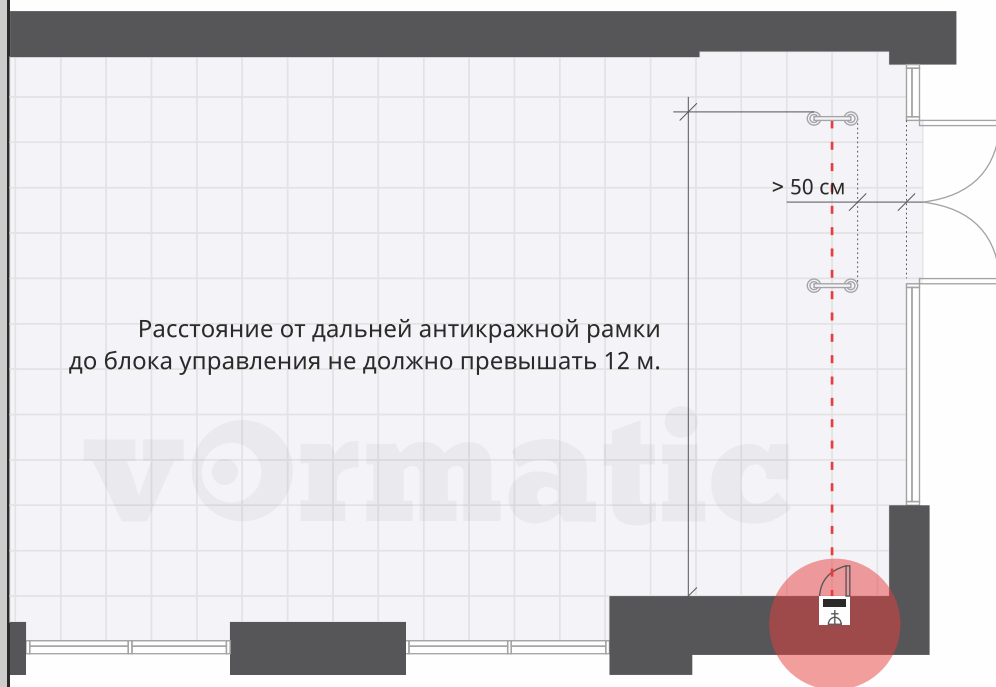 > 50 см
Расстояние от дальней антикражной рамки
до блока управления не должно превышать 12 м.
vormatic